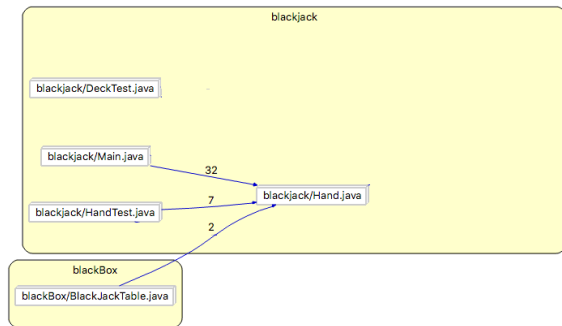 blackjack
blackjack/DeckTest.java
blackjack/Main.java
32
blackjack/Hand.java
7
blackjack/HandTest.java
2
blackBox
blackBox/BlackJackTable.java